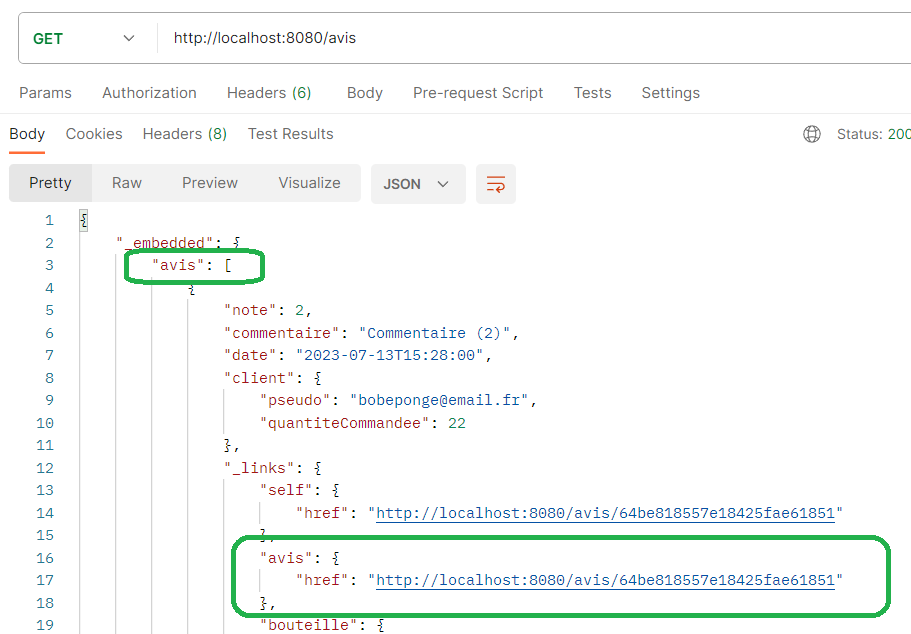 GET http://localhost:8080/avis
Params Authorization Headers (6) Body Pre-request Script Tests Settings
Body Cookies Headers (8) Test Results Status: 200
Pretty Raw Preview Visualize JSON
1 {
2 "_embedded": {
3 "avis": [
4 {
5 "note": 2,
6 "commentaire": "Commentaire (2)",
7 "date": "2023-07-13T15:28:00",
8 "client": {
9 "pseudo": "bobeponge@email.fr",
10 "quantiteCommandee": 22
11 },
12 "_links": {
13 "self": {
14 "href": "http://localhost:8080/avis/64be818557e18425fae61851"
15 },
16 "avis": {
17 "href": "http://localhost:8080/avis/64be818557e18425fae61851"
18 },
19 "bouteille": {